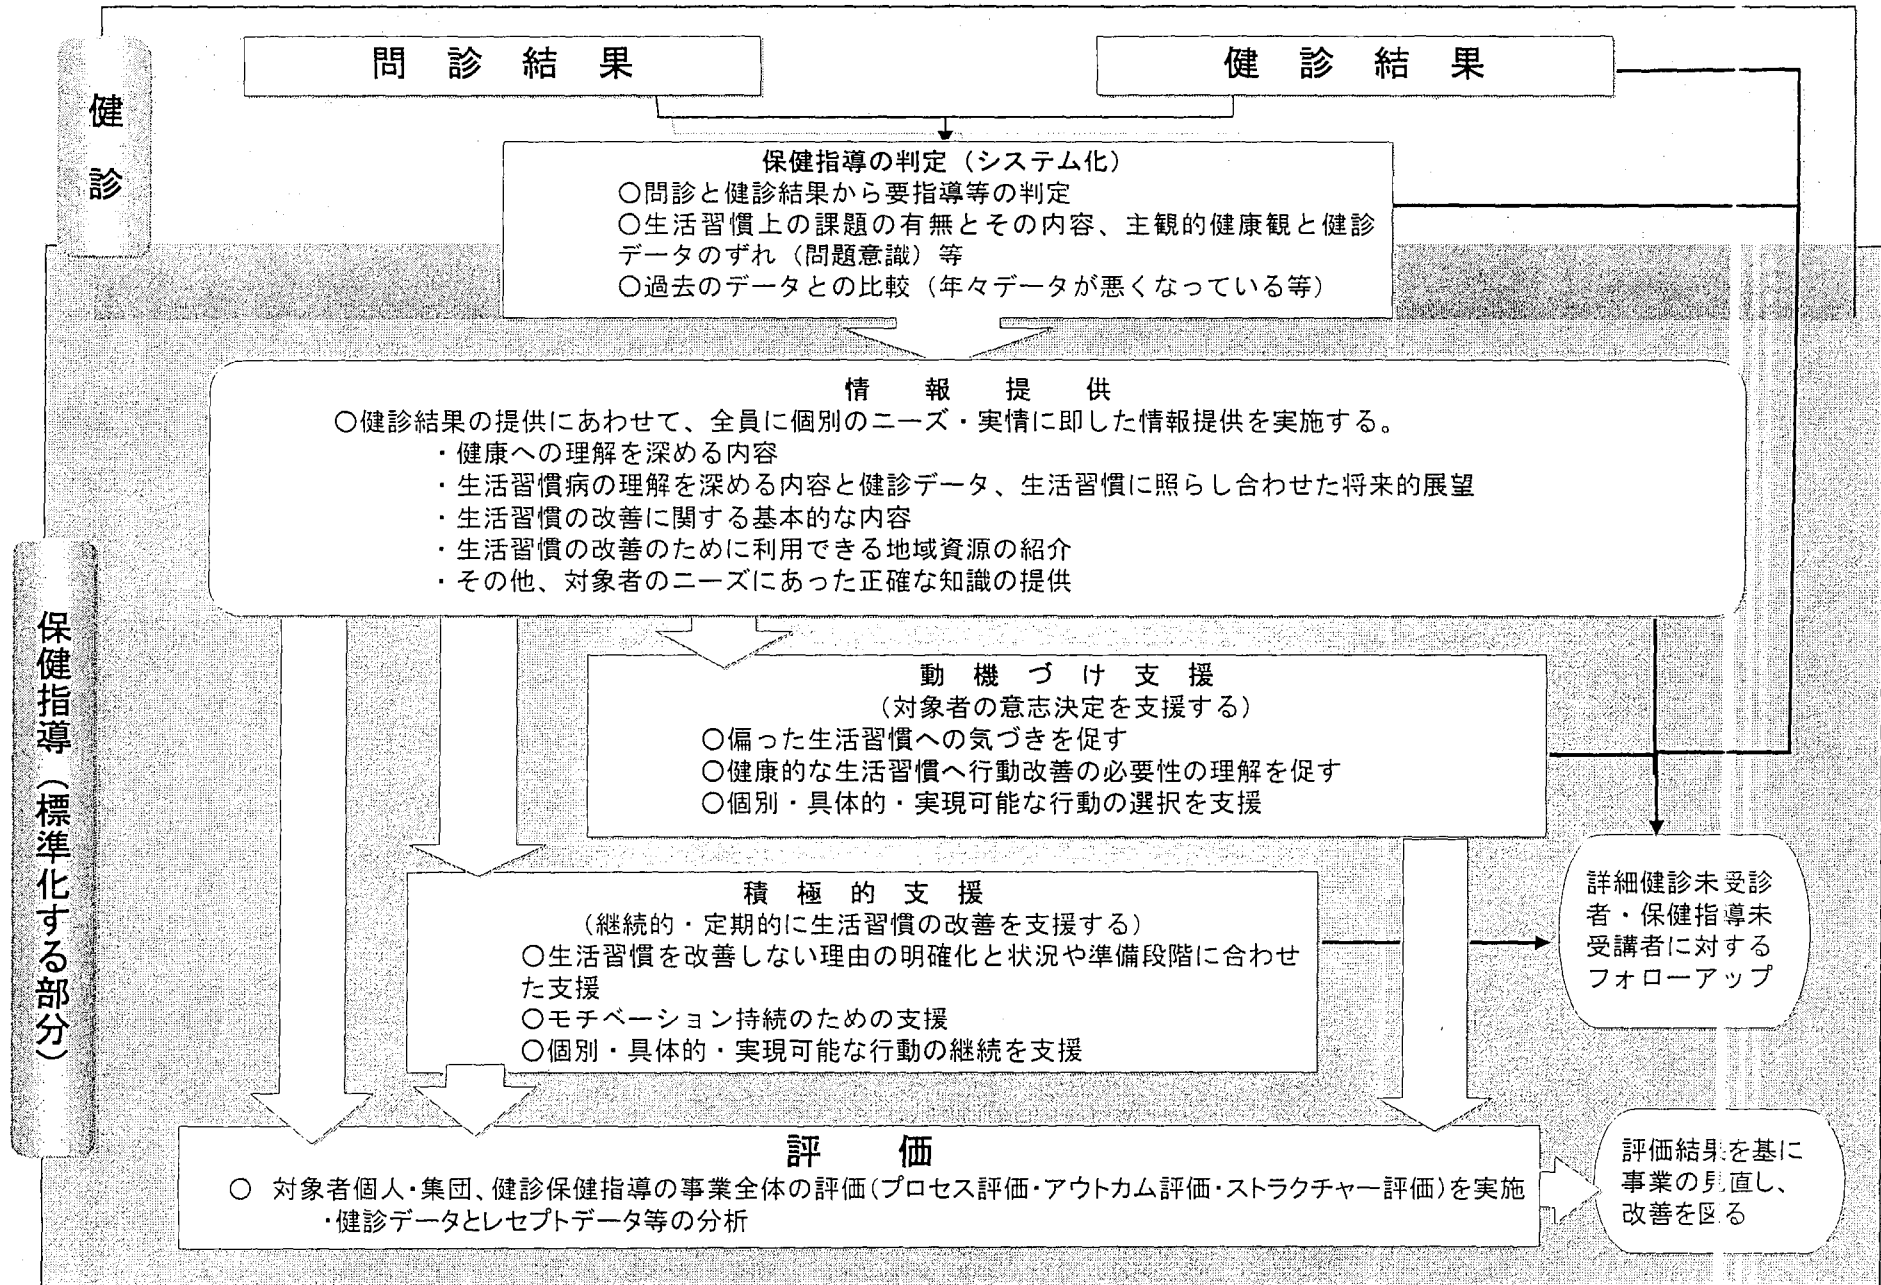 健診
問診結果
健診結果
保健指導の判定（システム化）
○問診と健診結果から要指導等の判定
○生活習慣上の課題の有無とその内容、主観的健康観と健診
データのずれ（問題意識）等
○過去のデータとの比較（年々データが悪くなっている等）
保健指導（標準化する部分）
情報提供
○健診結果の提供にあわせて、全員に個別のニーズ・実情に即した情報提供を実施する。
・健康への理解を深める内容
・生活習慣病の理解を深める内容と健診データ、生活習慣に照らし合わせた将来的展望
・生活習慣の改善に関する基本的な内容
・生活習慣の改善のために利用できる地域資源の紹介
・その他、対象者のニーズにあった正確な知識の提供
動機づけ支援
（対象者の意志決定を支援する）
○偏った生活習慣への気づきを促す
○健康的な生活習慣へ行動改善の必要性の理解を促す
○個別・具体的・実現可能な行動の選択を支援
積極的支援
（継続的・定期的に生活習慣の改善を支援する）
○生活習慣を改善しない理由の明確化と状況や準備段階に合わせ
た支援
○モチベーション持続のための支援
○個別・具体的・実現可能な行動の継続を支援
詳細健診未受診
者・保健指導未
受講者に対する
フォローアップ
評価
○ 対象者個人・集団、健診保健指導の事業全体の評価（プロセス評価・アウトカム評価・ストラクチャー評価）を実施
・健診データとレセプトデータ等の分析
評価結果を基に
事業の見直し、
改善を図る